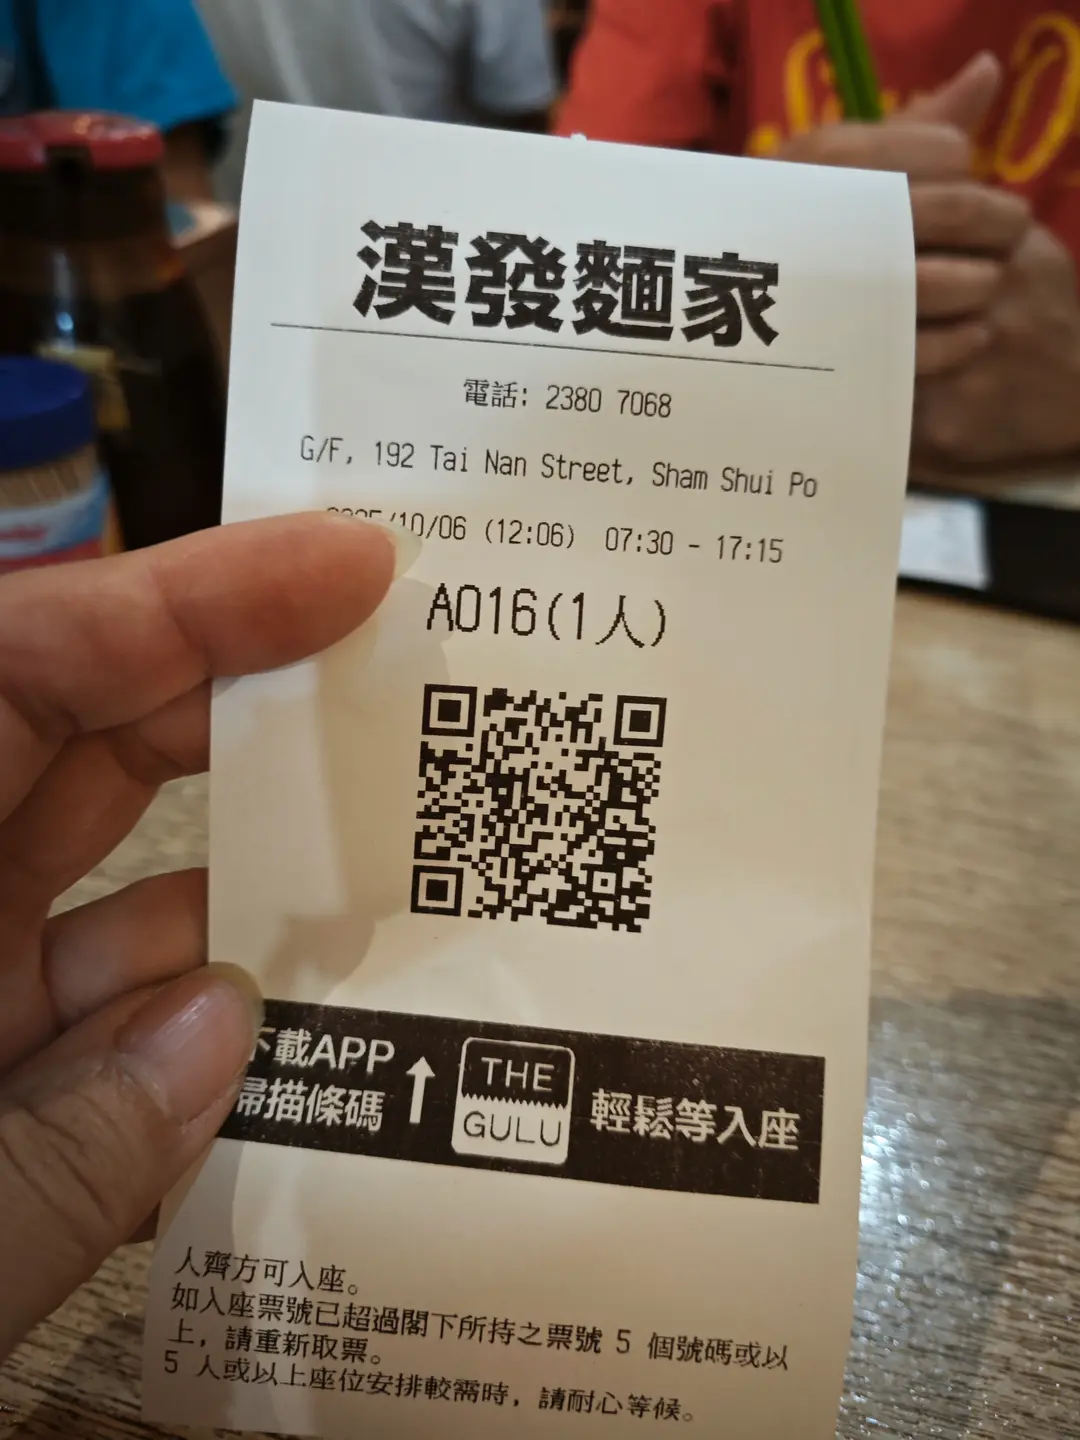 漢發麵家
電話: 2380 7068
G/F, 192 Tai Nan Street, Sham Shui Po
/10/06 (12:06) 07:30 - 17:15
A016(1人)
下載APP
掃描條碼
THE
GULU
輕鬆等入座
人齊方可入座。
如入座票號已超過閣下所持之票號 5 個號碼或以
上, 請重新取票。
5 人或以上座位安排較需時, 請耐心等候。